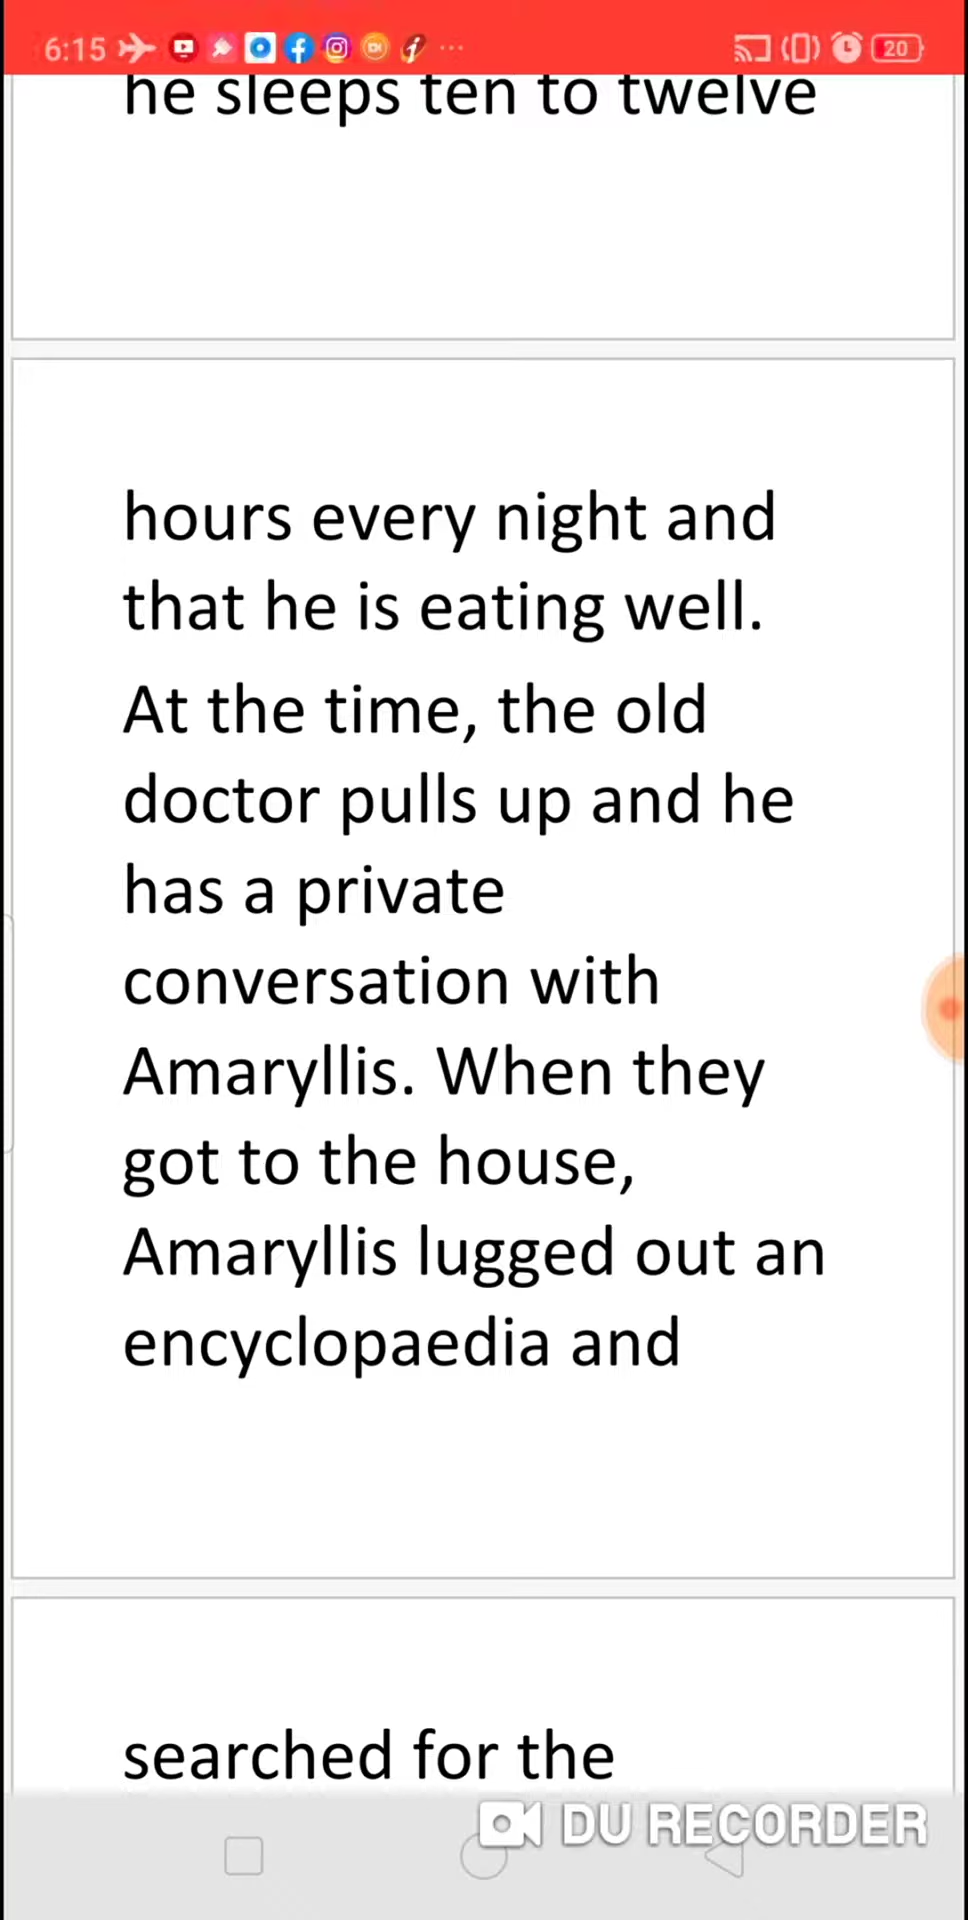 6:15
20
he sleeps ten to twelve
hours every night and
that he is eating well.
At the time, the old
doctor pulls up and he
has a private
conversation with
Amaryllis. When they
got to the house,
Amaryllis lugged out an
encyclopaedia and
searched for the
DU RECORDER